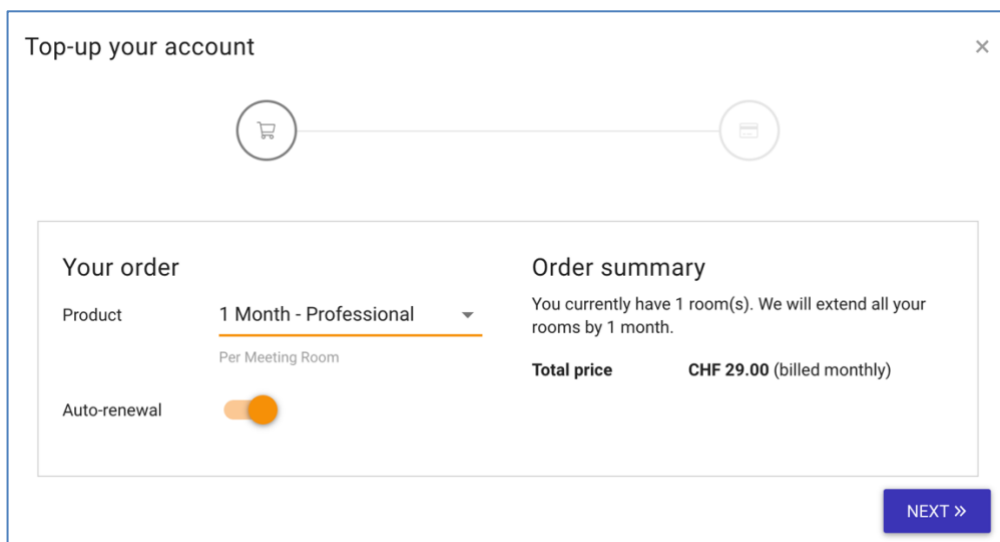 Top-up your account
Your order
Product
1 Month - Professional
Per Meeting Room
Auto-renewal
Order summary
You currently have 1 room(s). We will extend all your
rooms by 1 month.
Total price CHF 29.00 (billed monthly)
NEXT »